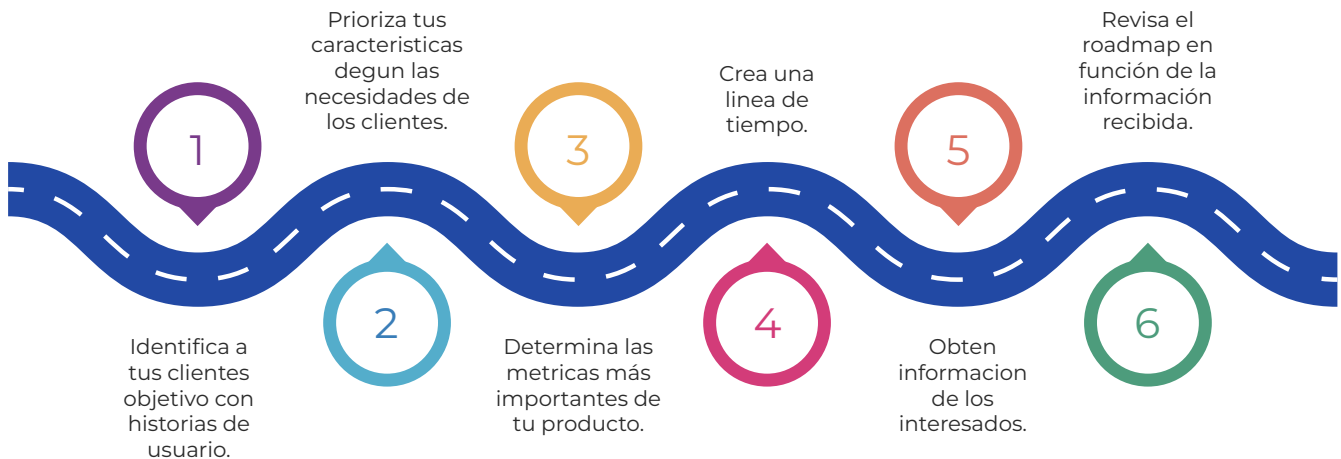 1
Identifica a
tus clientes
objetivo con
historias de
usuario.
Prioriza tus
caracteristicas
degun las
necesidades de
los clientes.
2
3
Determina las
metricas más
importantes de
tu producto.
Crea una
linea de
tiempo.
4
5
Obten
informacion
de los
interesados.
Revisa el
roadmap en
función de la
información
recibida.
6